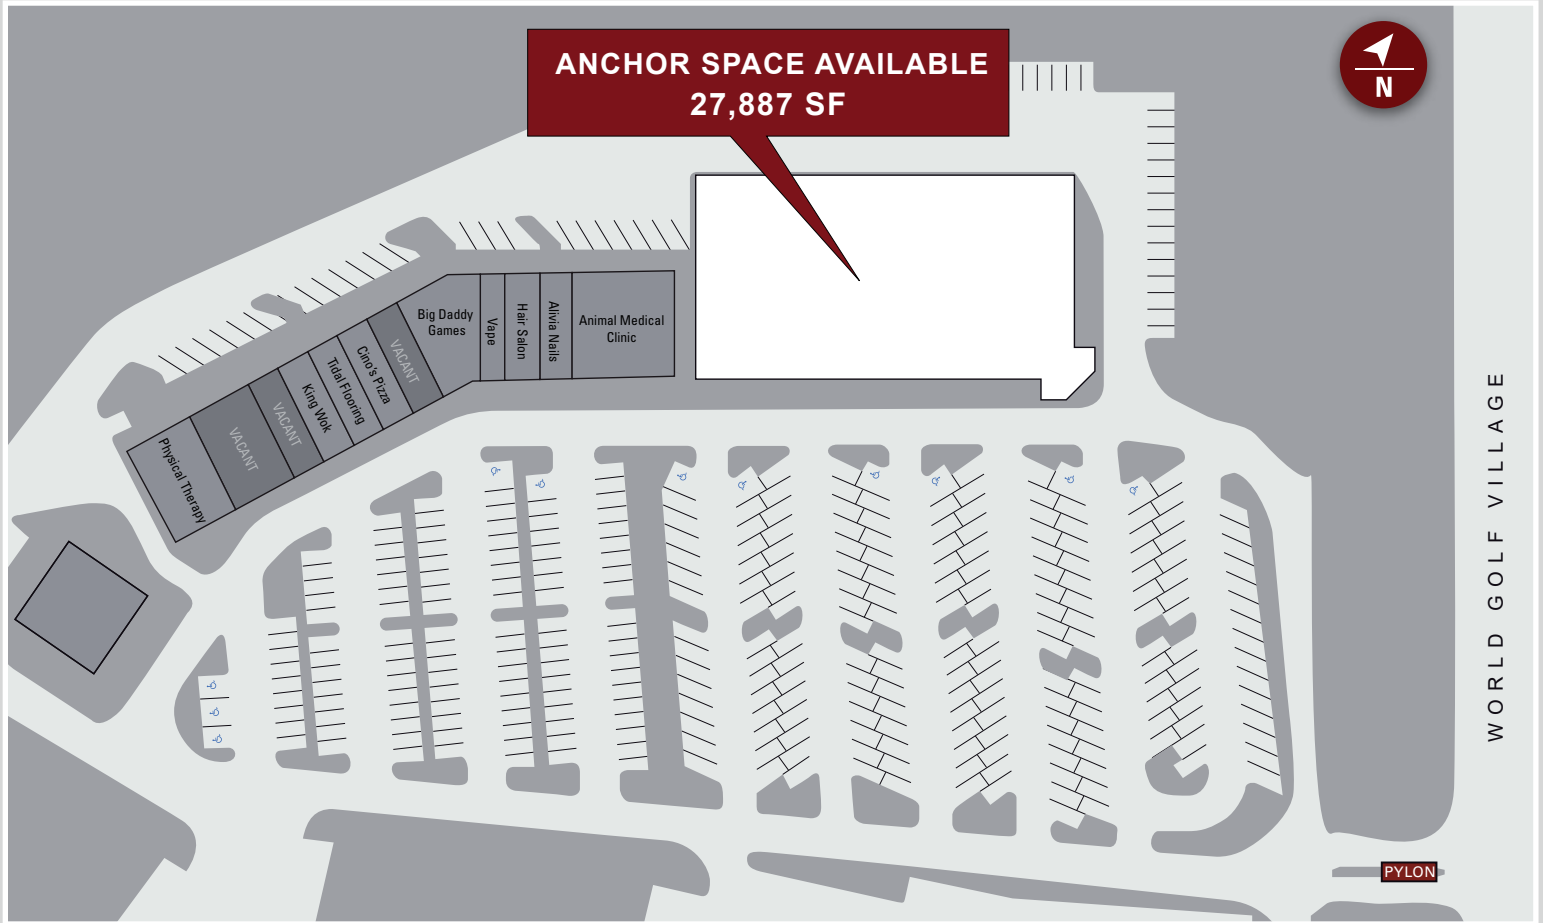 ANCHOR SPACE AVAILABLE
27,887 SF
N
Big Daddy
Games
Vape
Hair Salon
Alivia Nails
Animal Medical
Clinic
VACANT
Cino's Pizza
Tidal Flooring
King Wok
VACANT
VACANT
Physical Therapy
WORLD GOLF VILLAGE
PYLON